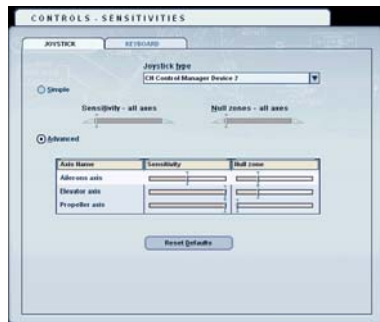 CONTROLS - SENSITIVITIES
JOYSTICK KEYBOARD
Joystick type
CH Control Manager Device 2
Simple
Sensitivity - all axes Null zones - all axes
Advanced
Axis Name Sensitivity Null zone
Ailerons axis
Elevator axis
Propeller axis
Reset Defaults